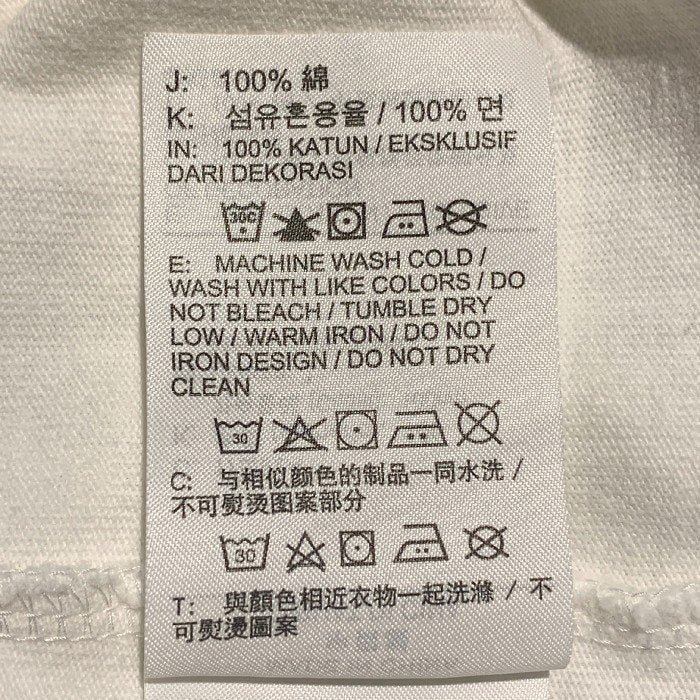 J: 100% 綿
K: 섬유혼용율 / 100% 면
IN: 100% KATUN / EKSKLUSIF
DARI DEKORASI
30C
E: MACHINE WASH COLD /
WASH WITH LIKE COLORS / DO
NOT BLEACH / TUMBLE DRY
LOW / WARM IRON / DO NOT
IRON DESIGN / DO NOT DRY
CLEAN
30
C: 与相似颜色的制品一同水洗 /
不可熨烫图案部分
30
T: 與顏色相近衣物一起洗滌 / 不
可熨燙圖案